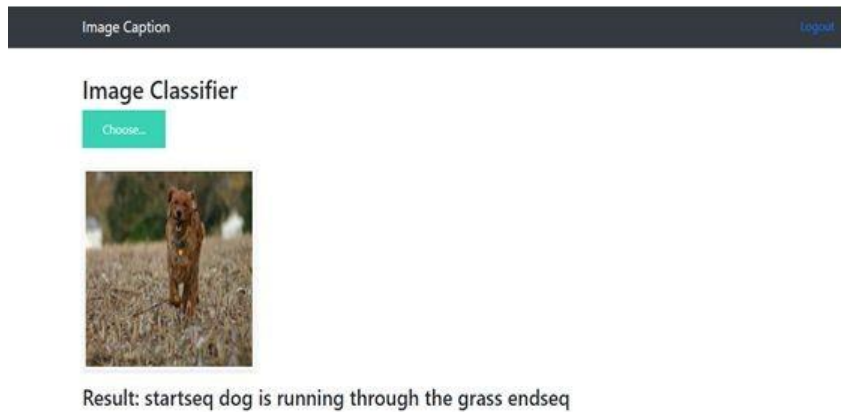 Image Caption
Logout
Image Classifier
Choose...
Result: startseq dog is running through the grass endseq